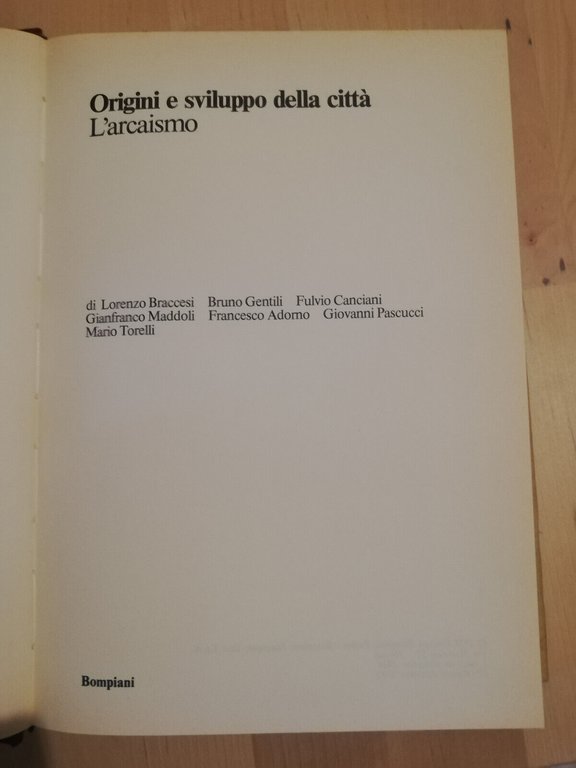 Origini e sviluppo della città
L'arcaismo
di Lorenzo Braccesi Bruno Gentili Fulvio Canciani
Gianfranco Maddoli Francesco Adorno Giovanni Pascucci
Mario Torelli
Bompiani